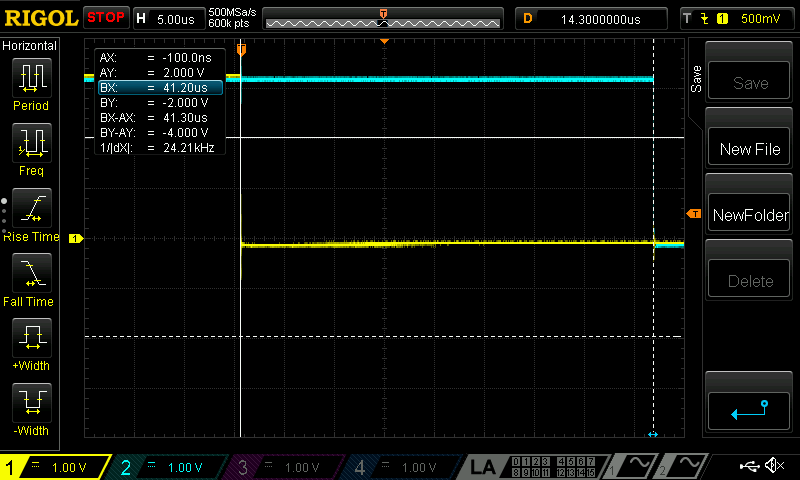 RIGOL STOP H 5.00us 500MSa/s 600k pts T D 14.3000000us T 1 500mV
Horizontal
Period
Freq
Rise Time
Fall Time
+Width
-Width
AX: = -100.0ns
AY: = 2.000 V
BX: = 41.20us
BY: = -2.000 V
BX-AX: = 41.30us
BY-AY: = -4.000 V
1/|dX|: = 24.21kHz
T
1
T
Save
Save
New File
NewFolder
Delete
1 = 1.00 V 2 = 1.00 V 3 = 1.00 V 4 = 1.00 V LA 0 1 2 3 4 5 6 7 1 2
8 9 10 11 12 13 14 15